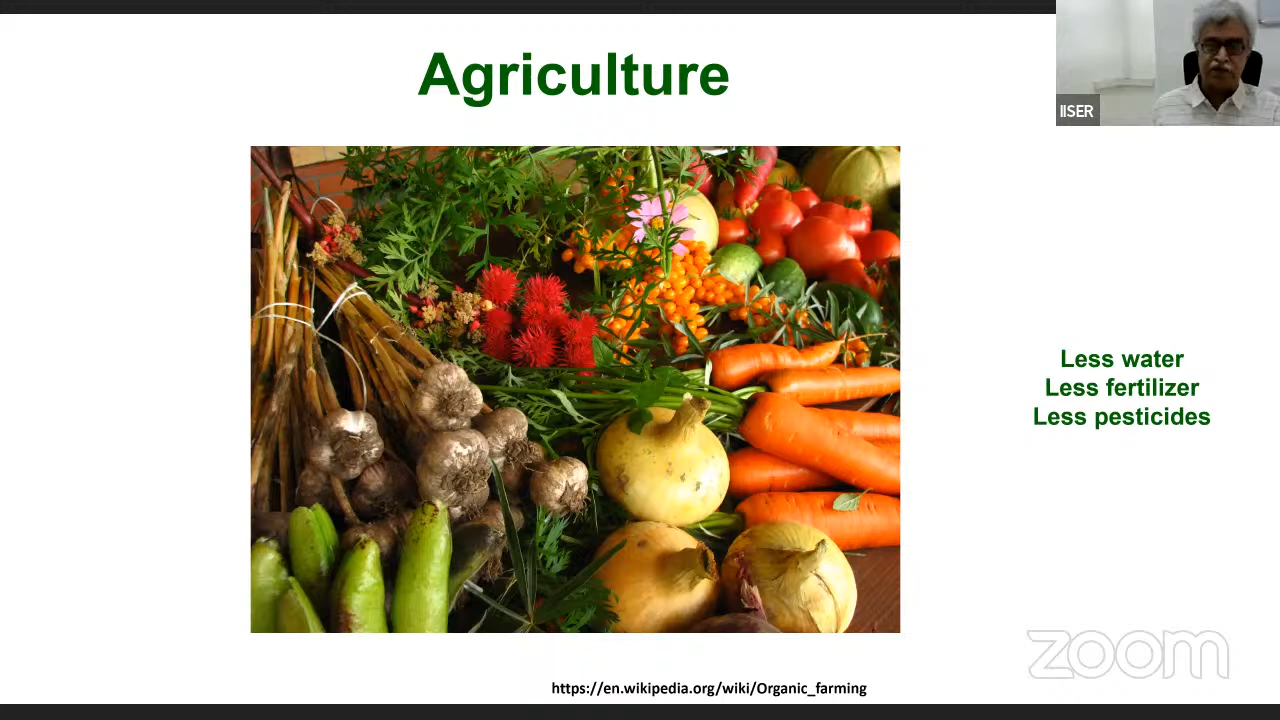 Agriculture
IISER
Less water
Less fertilizer
Less pesticides
zoom
https://en.wikipedia.org/wiki/Organic_farming